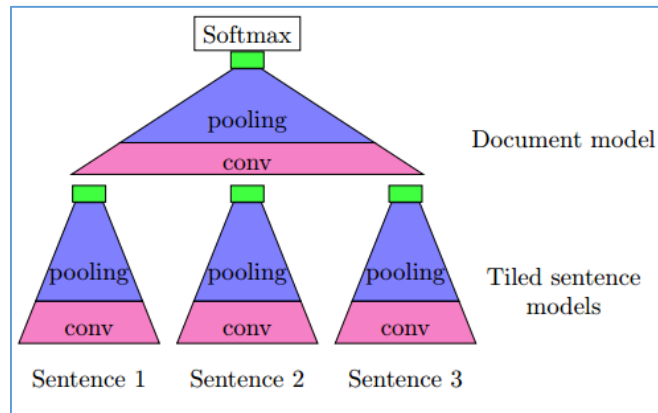 Softmax
pooling
conv
Document model
pooling
pooling
pooling
conv
conv
conv
Tiled sentence
models
Sentence 1
Sentence 2
Sentence 3